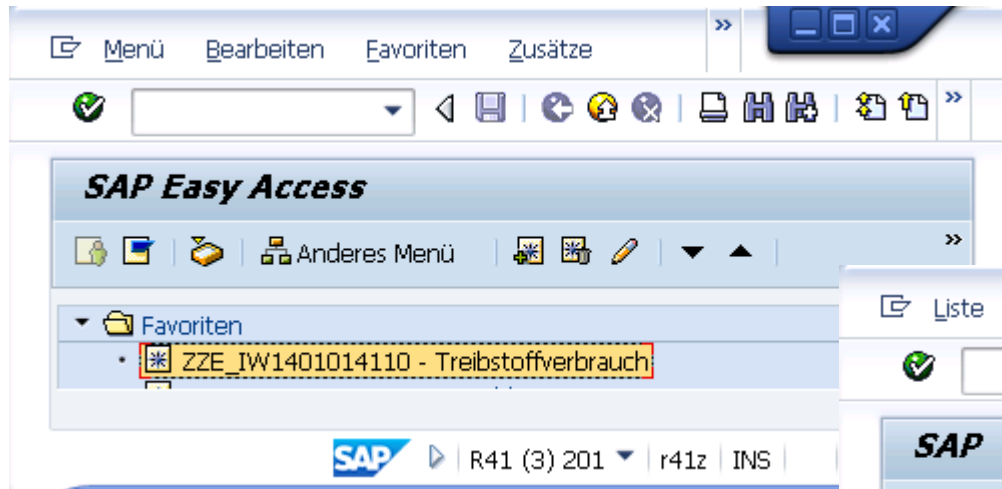 Menü Bearbeiten Favoriten Zusätze »
»
SAP Easy Access
Anderes Menü »
Favoriten
ZZE_IW1401014110 - Treibstoffverbrauch
SAP R41 (3) 201 r41z INS
Liste
SAP